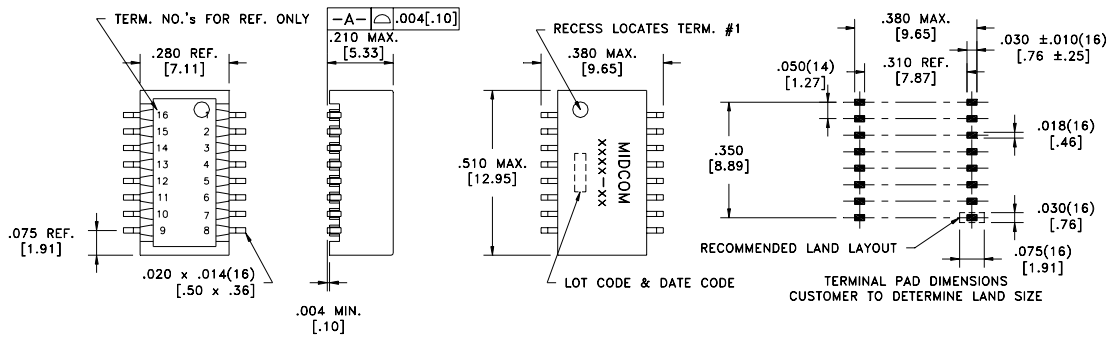 TERM. NO.'s FOR REF. ONLY
.280 REF.
[7.11]
16
15
14
13
12
11
10
9
1
2
3
4
5
6
7
8
.075 REF.
[1.91]
.020 x .014(16)
[.50 x .36]
-A-
.004[.10]
.210 MAX.
[5.33]
.004 MIN.
[.10]
RECESS LOCATES TERM. #1
.380 MAX.
[9.65]
.510 MAX.
[12.95]
MIDCOM
xxxx-xx
LOT CODE & DATE CODE
.380 MAX.
[9.65]
.030 ±.010(16)
[.76 ±.25]
.050(14)
[1.27]
.310 REF.
[7.87]
.350
[8.89]
.018(16)
[.46]
.030(16)
[.76]
RECOMMENDED LAND LAYOUT
.075(16)
[1.91]
TERMINAL PAD DIMENSIONS
CUSTOMER TO DETERMINE LAND SIZE